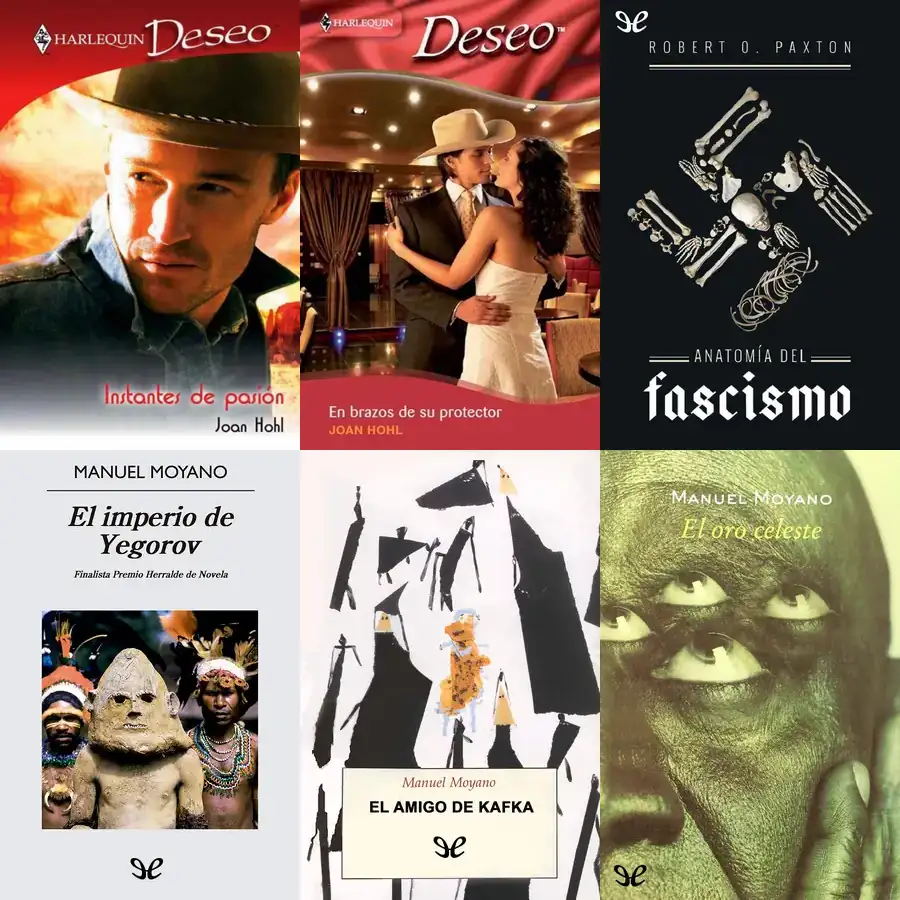 HARLEQUIN Deseo
Instantes de pasión
Joan Hohl
HARLEQUIN
Deseo™
En brazos de su protector
JOAN HOHL
ROBERT O. PAXTON
ANATOMÍA DEL
fascismo
MANUEL MOYANO
El imperio de
Yegorov
Finalista Premio Herralde de Novela
Manuel Moyano
EL AMIGO DE KAFKA
MANUEL MOYANO
El oro celeste